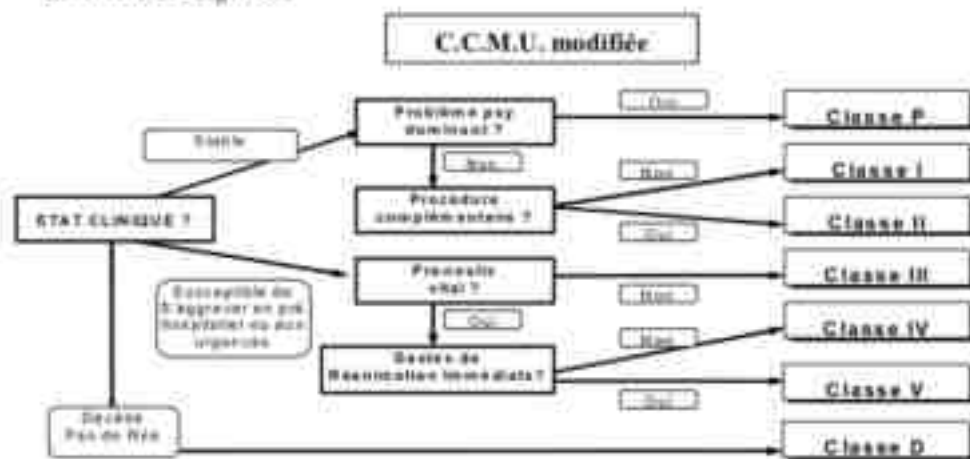 C.C.M.U. modifiée
Oui
Problème psy
dominant ?
Classe P
Stable
Non
Non
Classe I
ETAT CLINIQUE ?
Procédure
complémentaire ?
Classe II
Oui
Pronostic
vital ?
Classe III
Susceptible de
S'aggraver en pré
hospitalier ou aux
urgences
Non
Oui
Non
Classe IV
Gestes de
Réanimation Immédiats ?
Classe V
Oui
Décédé
Pas de Réa
Classe D